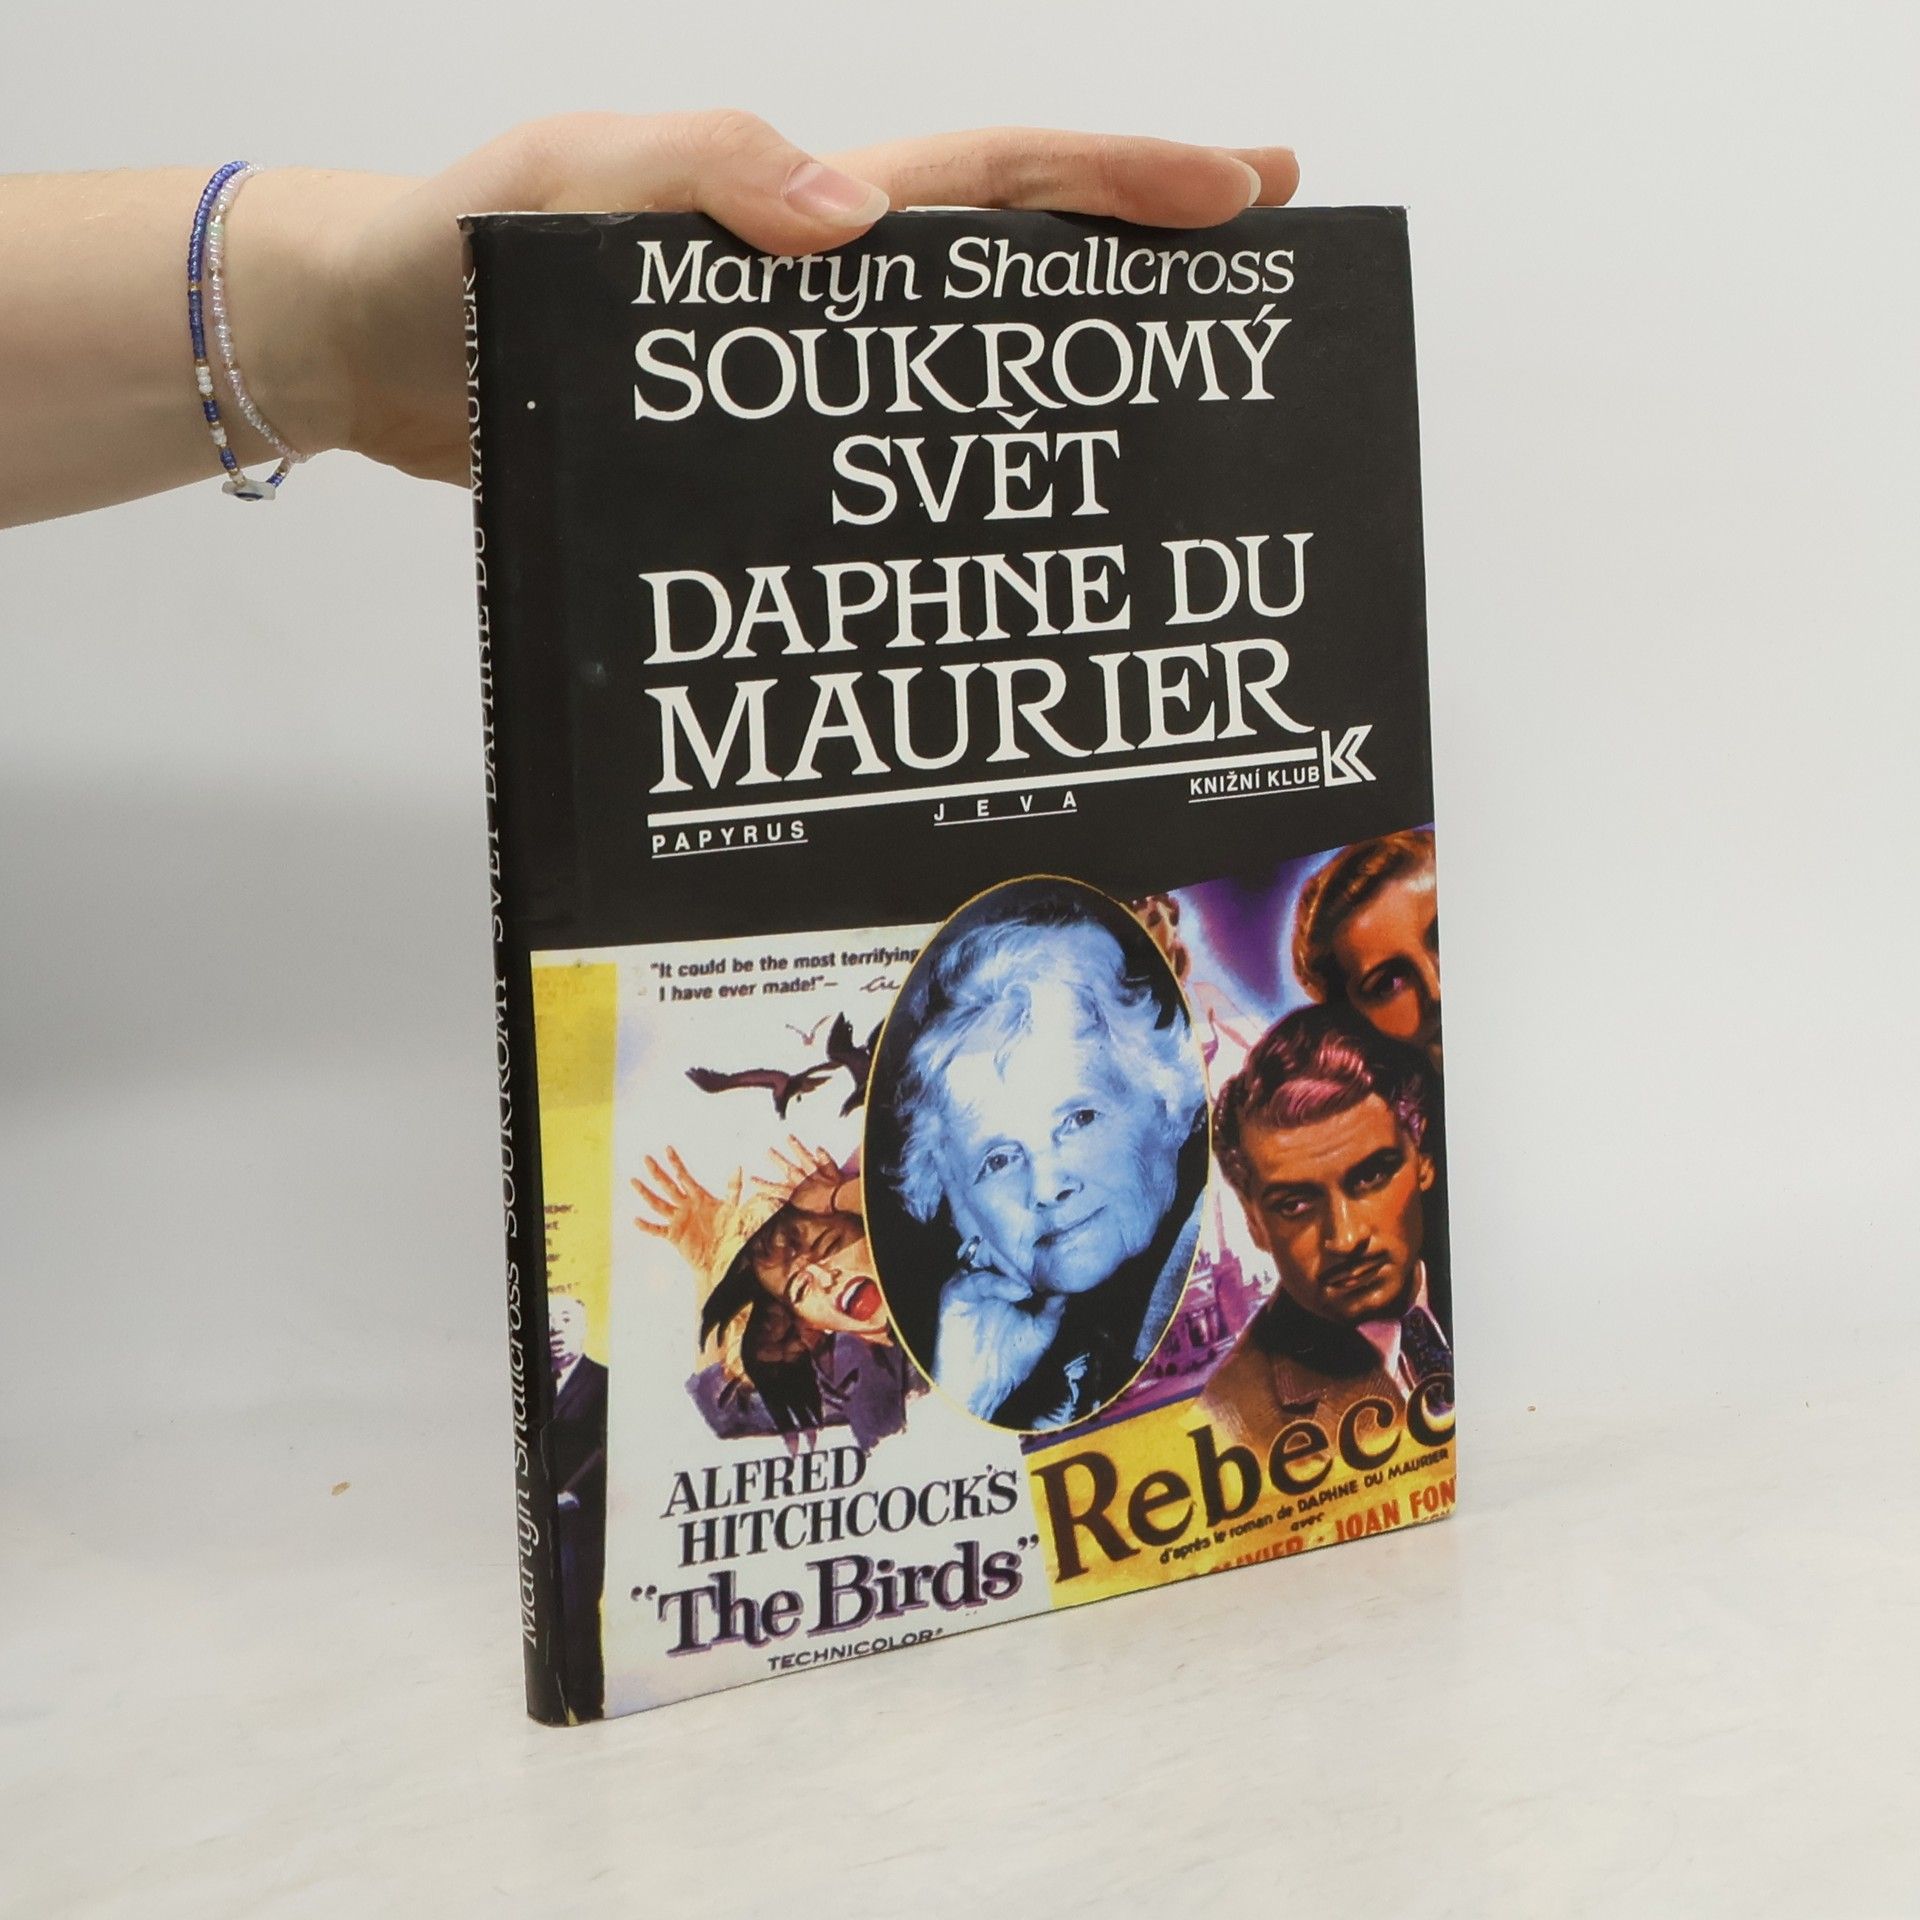 Martyn Shallcross
SOUKROMÝ
SVĚT
DAPHNE DU
MAURIER
PAPYRUS
JEVA
KNIŽNÍ KLUB
"It could be the most terrifying
I have ever made!"—
ALFRED
HITCHCOCK'S
"The Birds"
TECHNICOLOR®
Rebecc
d'après le roman de DAPHNE DU MAURIER
avec
JOAN FON
Martyn Shallcross SOUKROMÝ SVĚT DAPHNE DU MAURIER